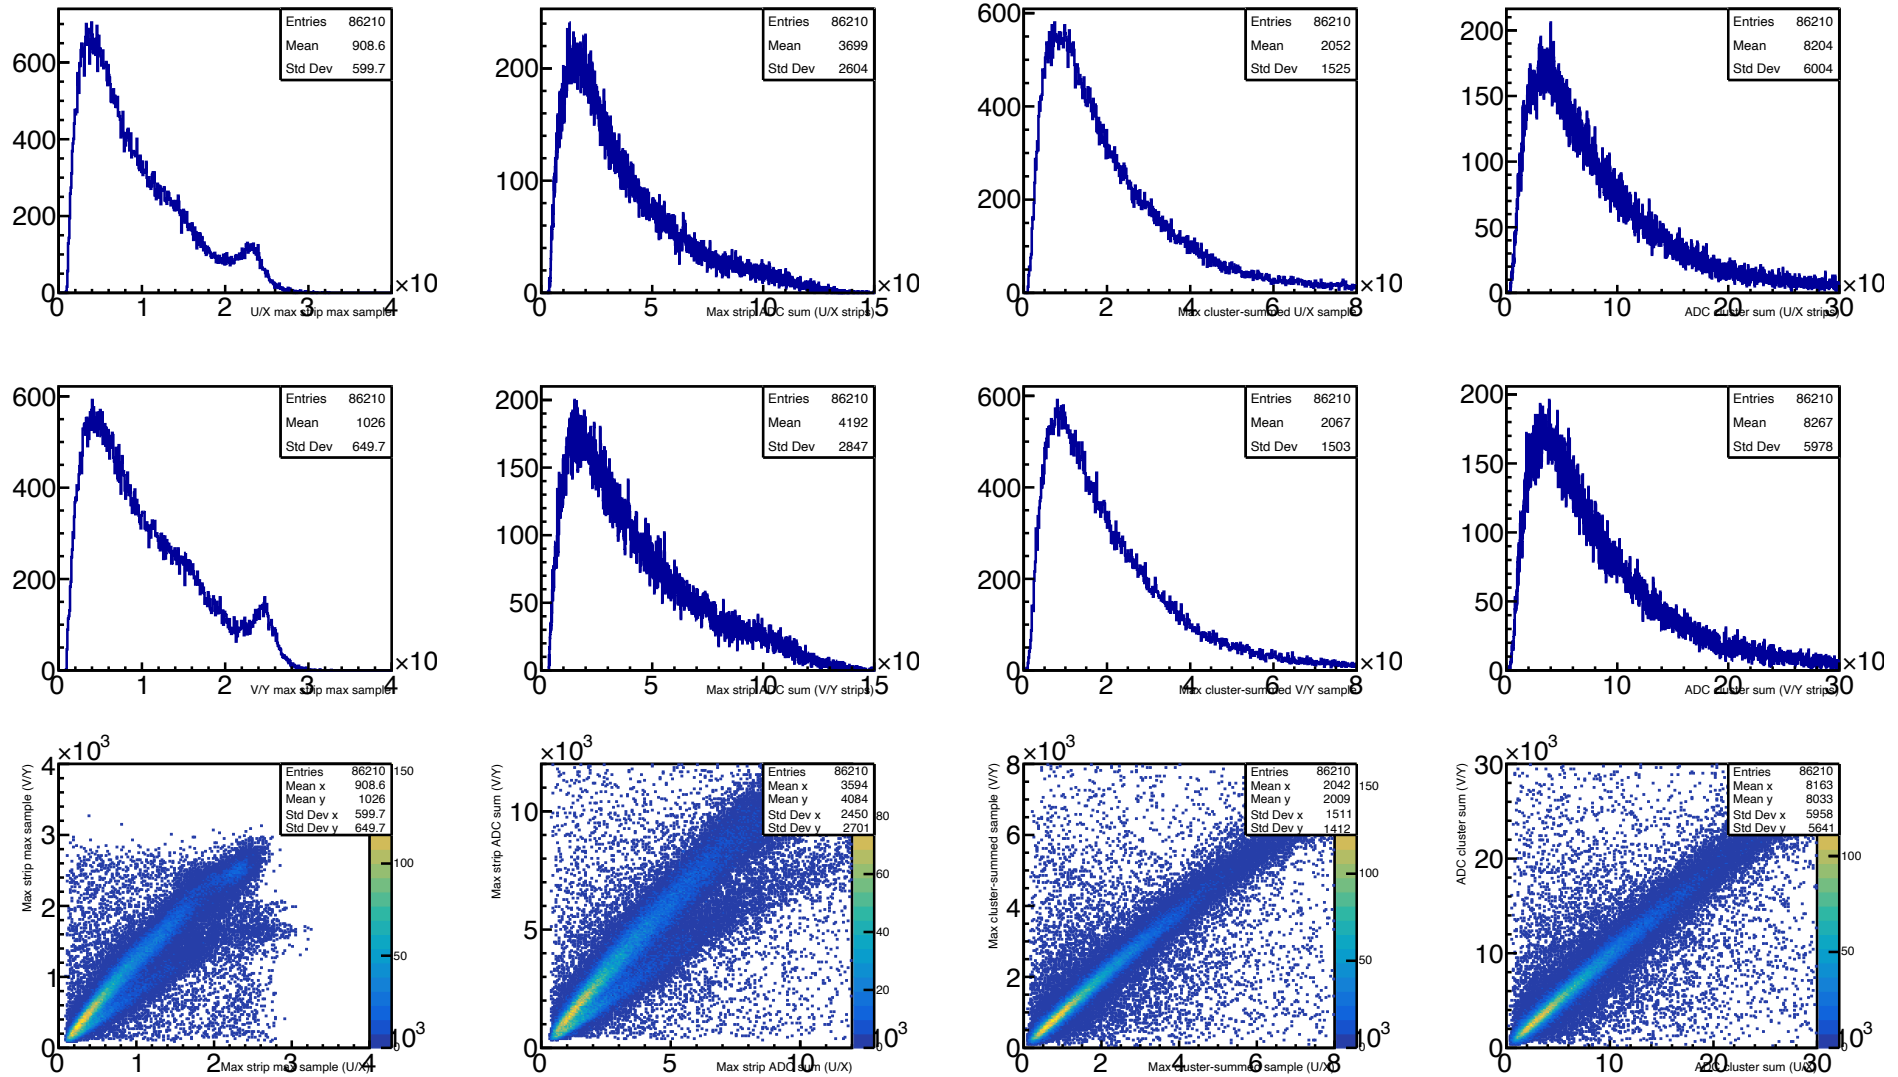 Entries 86210
Mean 908.6
Std Dev 599.7
600
400
200
0
0 1 2 3 4
×10
U/X max strip max sample
Entries 86210
Mean 3699
Std Dev 2604
200
100
0
0 5 10 15
×10
Max strip ADC sum (U/X strips)
Entries 86210
Mean 2052
Std Dev 1525
600
400
200
0
0 2 4 6 8
×10
Max cluster-summed U/X sample
Entries 86210
Mean 8204
Std Dev 6004
200
150
100
50
0
0 10 20 30
×10
ADC cluster sum (U/X strips)
Entries 86210
Mean 1026
Std Dev 649.7
600
400
200
0
0 1 2 3 4
×10
V/Y max strip max sample
Entries 86210
Mean 4192
Std Dev 2847
200
150
100
50
0
0 5 10 15
×10
Max strip ADC sum (V/Y strips)
Entries 86210
Mean 2067
Std Dev 1503
600
400
200
0
0 2 4 6 8
×10
Max cluster-summed V/Y sample
Entries 86210
Mean 8267
Std Dev 5978
200
150
100
50
0
0 10 20 30
×10
ADC cluster sum (V/Y strips)
×10³
Max strip max sample (V/Y)
Entries 86210
Mean x 908.6
Mean y 1026
Std Dev x 599.7
Std Dev y 649.7
4
3
2
1
0
150
100
50
0
0 1 2 3 4
10³
Max strip max sample (U/X)
×10³
Max strip ADC sum (V/Y)
Entries 86210
Mean x 3594
Mean y 4084
Std Dev x 2450
Std Dev y 2701
10
5
0
80
60
40
20
0
0 5 10
10³
Max strip ADC sum (U/X)
×10³
Max cluster-summed sample (V/Y)
Entries 86210
Mean x 2042
Mean y 2009
Std Dev x 1511
Std Dev y 1412
8
6
4
2
0
150
100
50
0
0 2 4 6 8
10³
Max cluster-summed sample (U/X)
×10³
ADC cluster sum (V/Y)
Entries 86210
Mean x 8163
Mean y 8033
Std Dev x 5958
Std Dev y 5641
30
20
10
0
100
50
0
0 10 20 30
10³
ADC cluster sum (U/X)